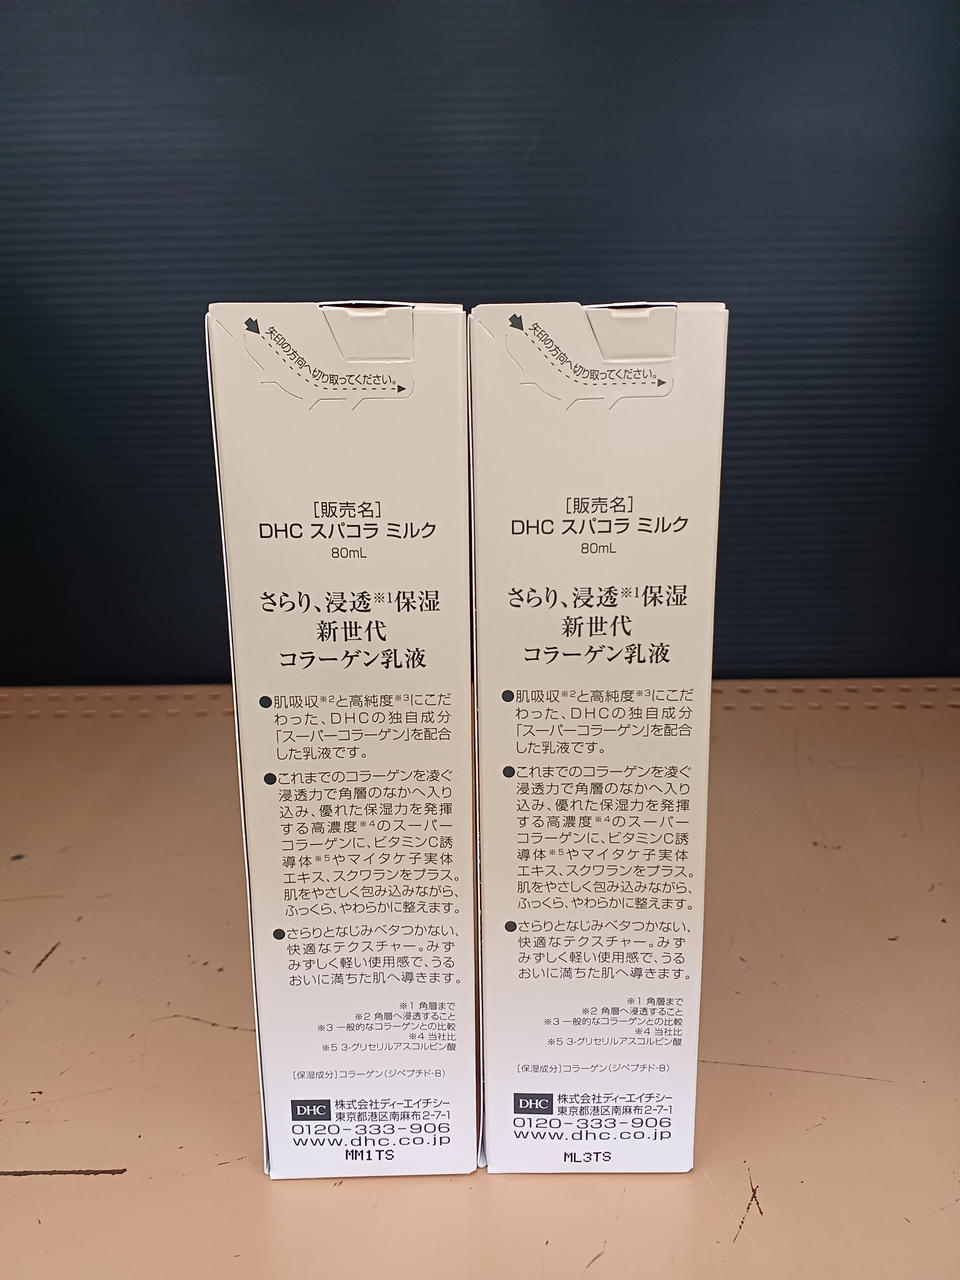 矢印の方向へ切り取ってください。
[販売名]
DHC スパコラ ミルク
80mL
さらり、浸透※1保湿
新世代
コラーゲン乳液
●肌吸収※2と高純度※3にこだ
わった、DHCの独自成分
「スーパーコラーゲン」を配合
した乳液です。
●これまでのコラーゲンを凌ぐ
浸透力で角層のなかへ入り
込み、優れた保湿力を発揮
する高濃度※4のスーパー
コラーゲンに、ビタミンC誘
導体※5やマイタケ子実体
エキス、スクワランをプラス。
肌をやさしく包み込みながら、
ふっくら、やわらかに整えます。
●さらりとなじみベタつかない、
快適なテクスチャー。みず
みずしく軽い使用感で、うる
おいに満ちた肌へ導きます。
※1 角層まで
※2 角層へ浸透すること
※3 一般的なコラーゲンとの比較
※4 当社比
※5 3-グリセリルアスコルビン酸
[保湿成分]コラーゲン(ジペプチド-8)
DHC 株式会社ディーエイチシー
東京都港区南麻布2-7-1
0120-333-906
www.dhc.co.jp
MM1TS
矢印の方向へ切り取ってください。
[販売名]
DHC スパコラ ミルク
80mL
さらり、浸透※1保湿
新世代
コラーゲン乳液
●肌吸収※2と高純度※3にこだ
わった、DHCの独自成分
「スーパーコラーゲン」を配合
した乳液です。
●これまでのコラーゲンを凌ぐ
浸透力で角層のなかへ入り
込み、優れた保湿力を発揮
する高濃度※4のスーパー
コラーゲンに、ビタミンC誘
導体※5やマイタケ子実体
エキス、スクワランをプラス。
肌をやさしく包み込みながら、
ふっくら、やわらかに整えます。
●さらりとなじみベタつかない、
快適なテクスチャー。みず
みずしく軽い使用感で、うる
おいに満ちた肌へ導きます。
※1 角層まで
※2 角層へ浸透すること
※3 一般的なコラーゲンとの比較
※4 当社比
※5 3-グリセリルアスコルビン酸
[保湿成分]コラーゲン(ジペプチド-8)
DHC 株式会社ディーエイチシー
東京都港区南麻布2-7-1
0120-333-906
www.dhc.co.jp
ML3TS